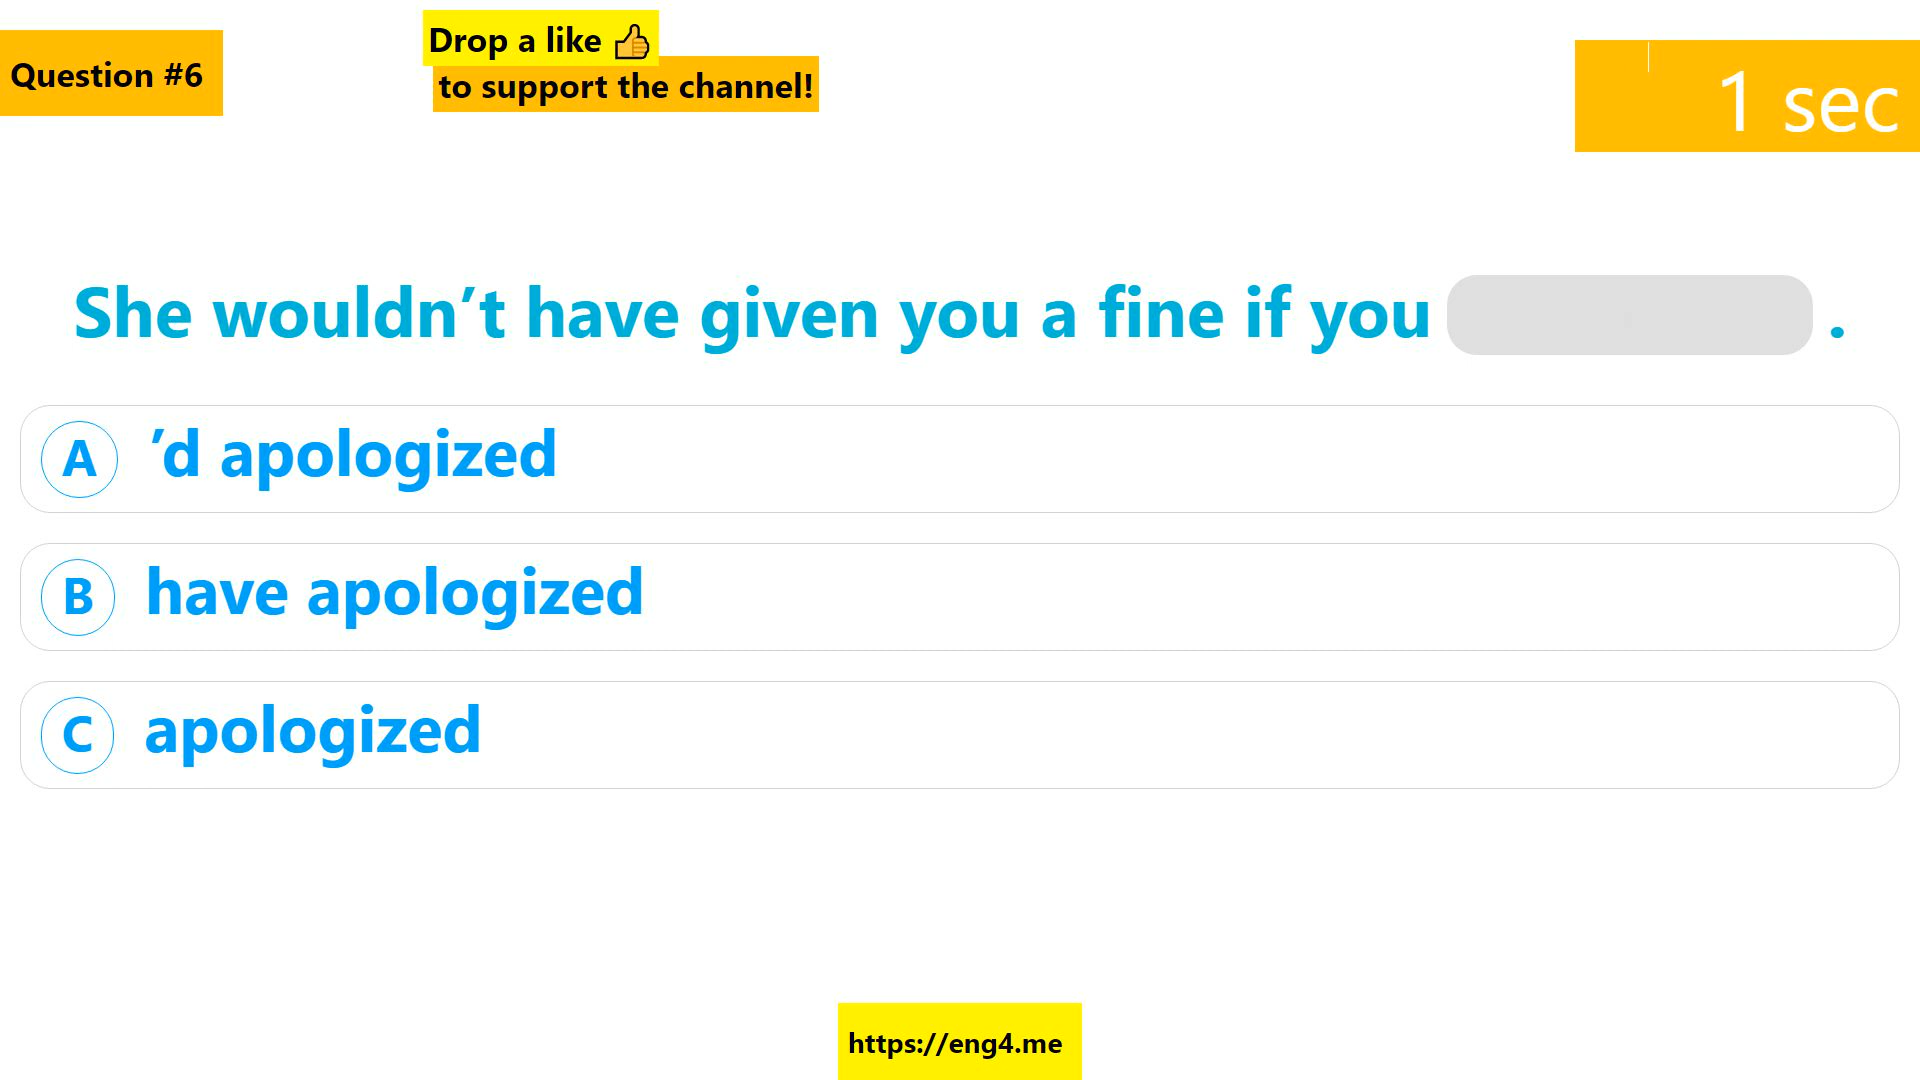 Question #6
Drop a like 👍
to support the channel!
1 sec
She wouldn’t have given you a fine if you .
A ’d apologized
B have apologized
C apologized
https://eng4.me